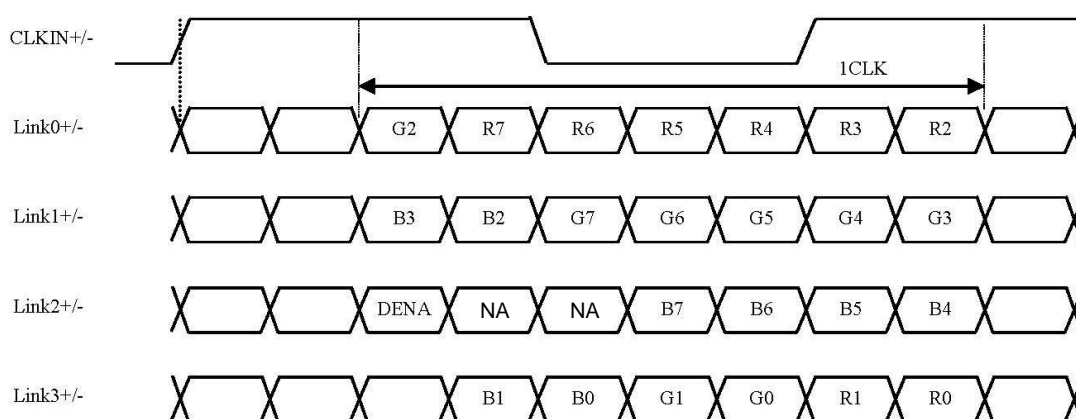 CLKIN+/-
1CLK
Link0+/- G2 R7 R6 R5 R4 R3 R2
Link1+/- B3 B2 G7 G6 G5 G4 G3
Link2+/- DENA NA NA B7 B6 B5 B4
Link3+/- B1 B0 G1 G0 R1 R0